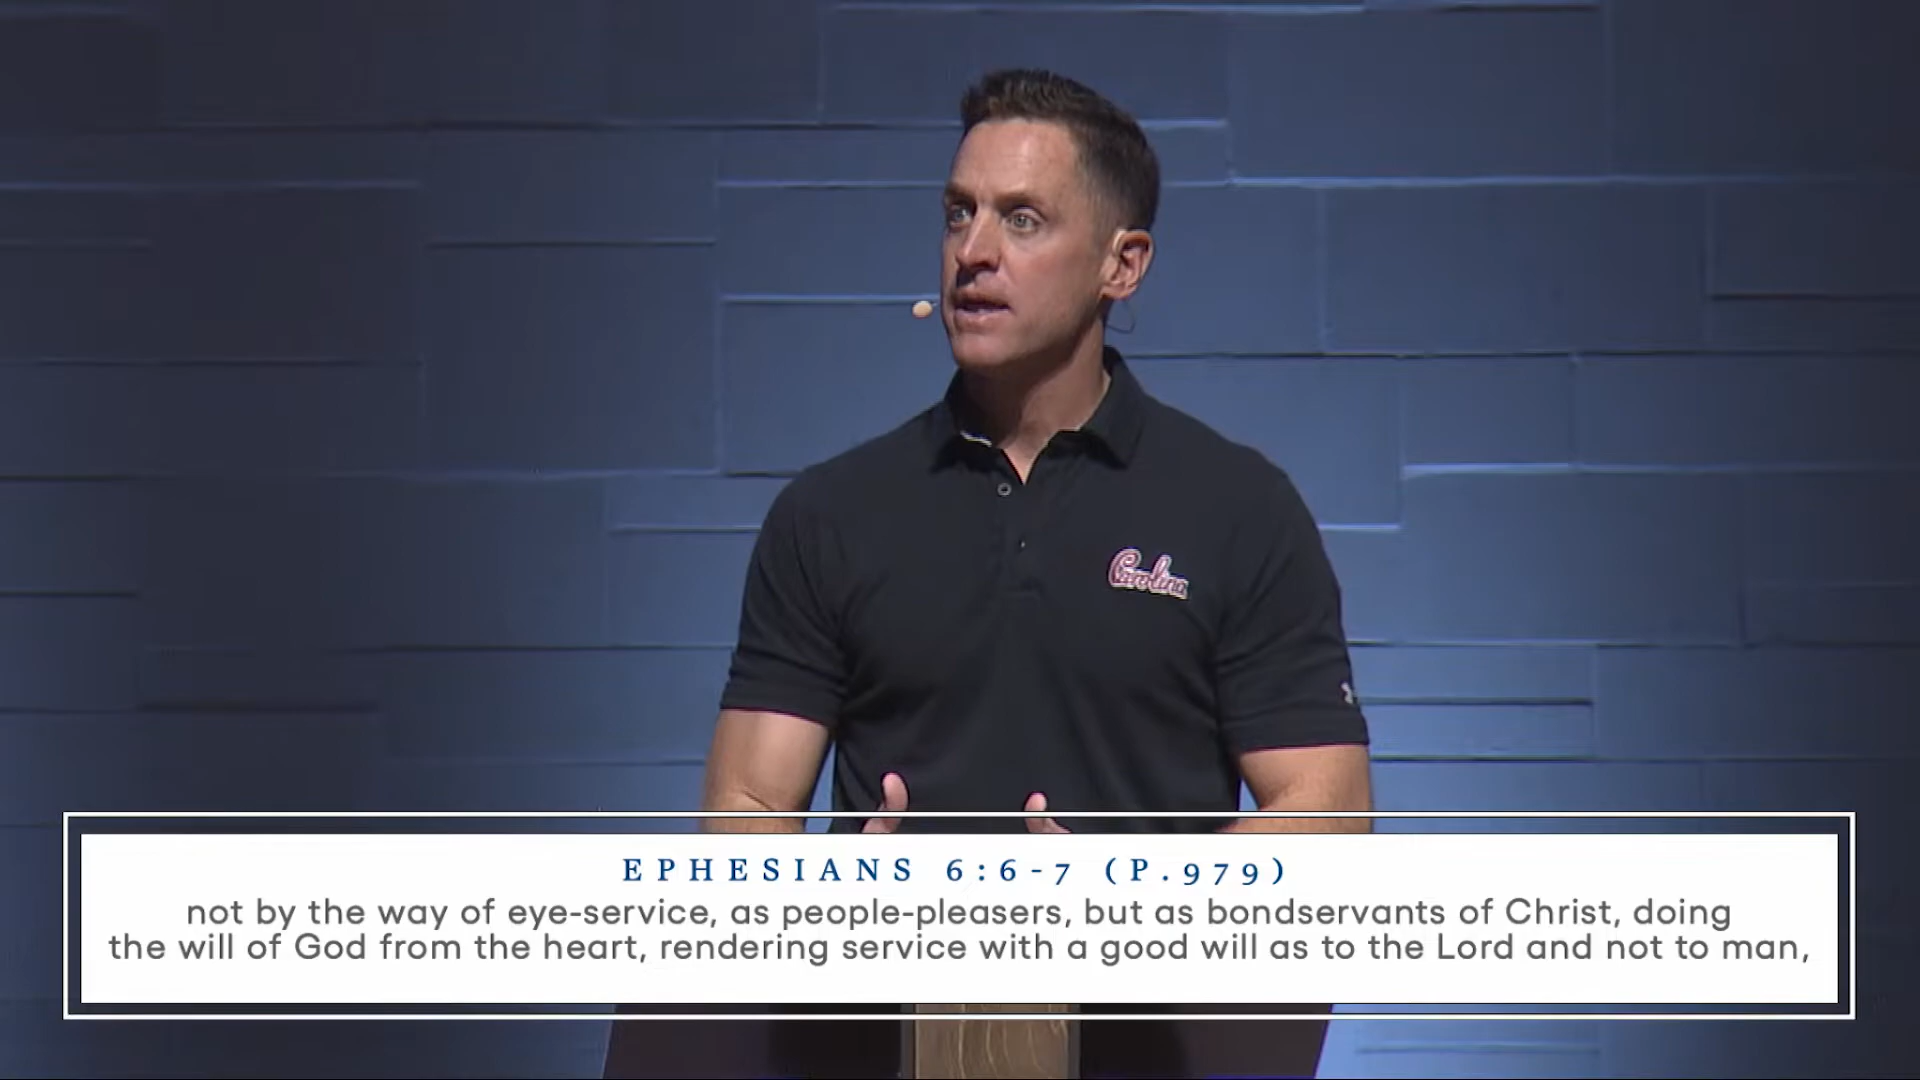 Carolina
EPHESIANS 6:6-7 (P.979)
not by the way of eye-service, as people-pleasers, but as bondservants of Christ, doing
the will of God from the heart, rendering service with a good will as to the Lord and not to man,